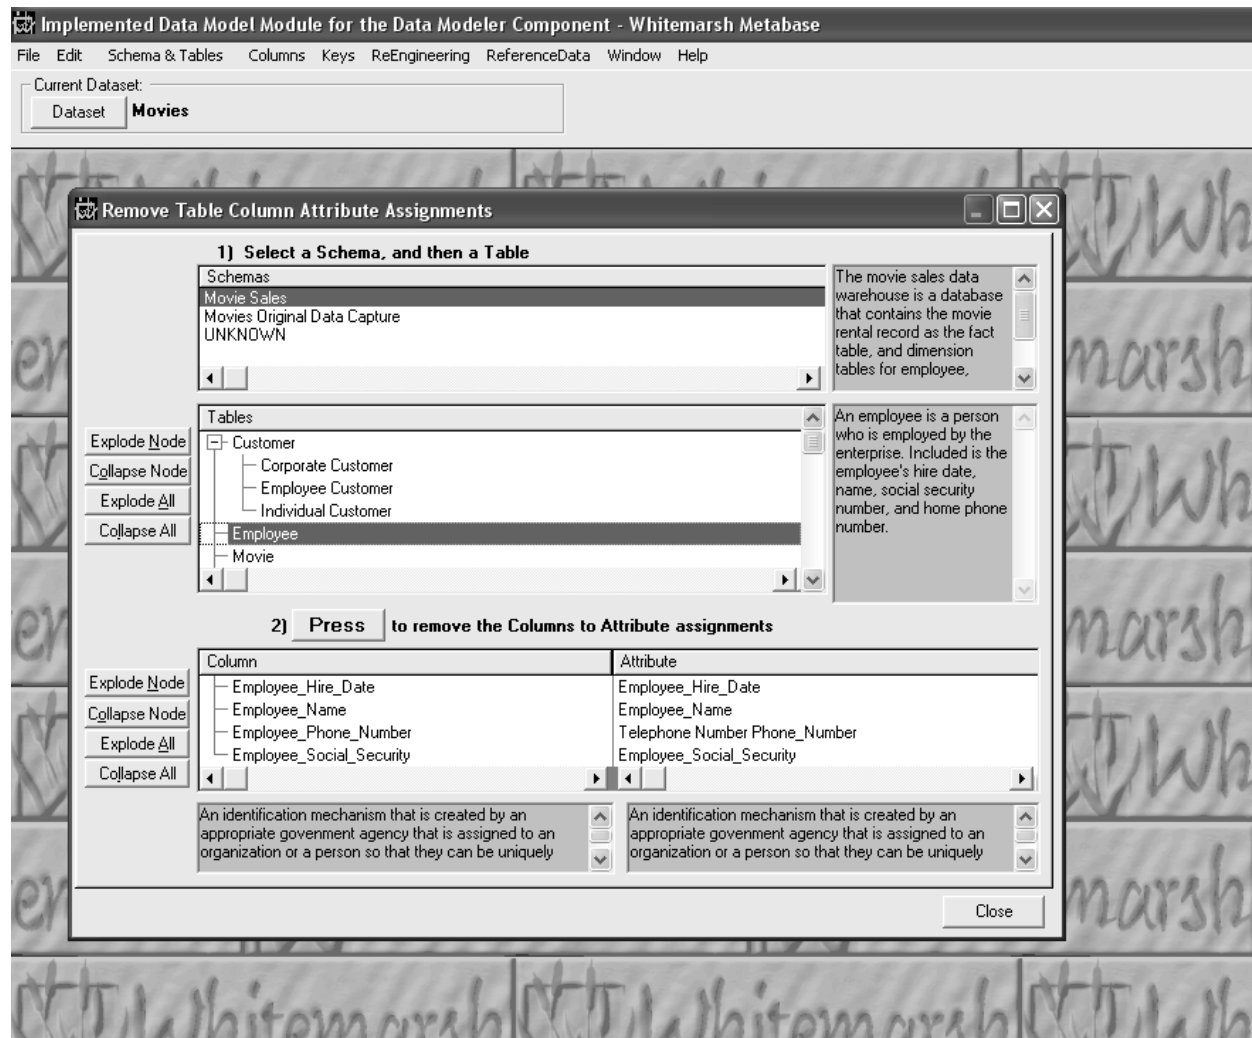 Implemented Data Model Module for the Data Modeler Component - Whitemarsh Metabase
File Edit Schema & Tables Columns Keys ReEngineering ReferenceData Window Help
Current Dataset:
Dataset Movies
Remove Table Column Attribute Assignments
1) Select a Schema, and then a Table
Schemas
Movie Sales
Movies Original Data Capture
UNKNOWN
The movie sales data
warehouse is a database
that contains the movie
rental record as the fact
table, and dimension
tables for employee,
Explode Node
Collapse Node
Explode All
Collapse All
Tables
Customer
Corporate Customer
Employee Customer
Individual Customer
Employee
Movie
An employee is a person
who is employed by the
enterprise. Included is the
employee's hire date,
name, social security
number, and home phone
number.
2) Press to remove the Columns to Attribute assignments
Explode Node
Collapse Node
Explode All
Collapse All
Column Attribute
Employee_Hire_Date Employee_Hire_Date
Employee_Name Employee_Name
Employee_Phone_Number Telephone Number Phone_Number
Employee_Social_Security Employee_Social_Security
An identification mechanism that is created by an
appropriate govenment agency that is assigned to an
organization or a person so that they can be uniquely
An identification mechanism that is created by an
appropriate govenment agency that is assigned to an
organization or a person so that they can be uniquely
Close
Whitemarsh Whitemarsh